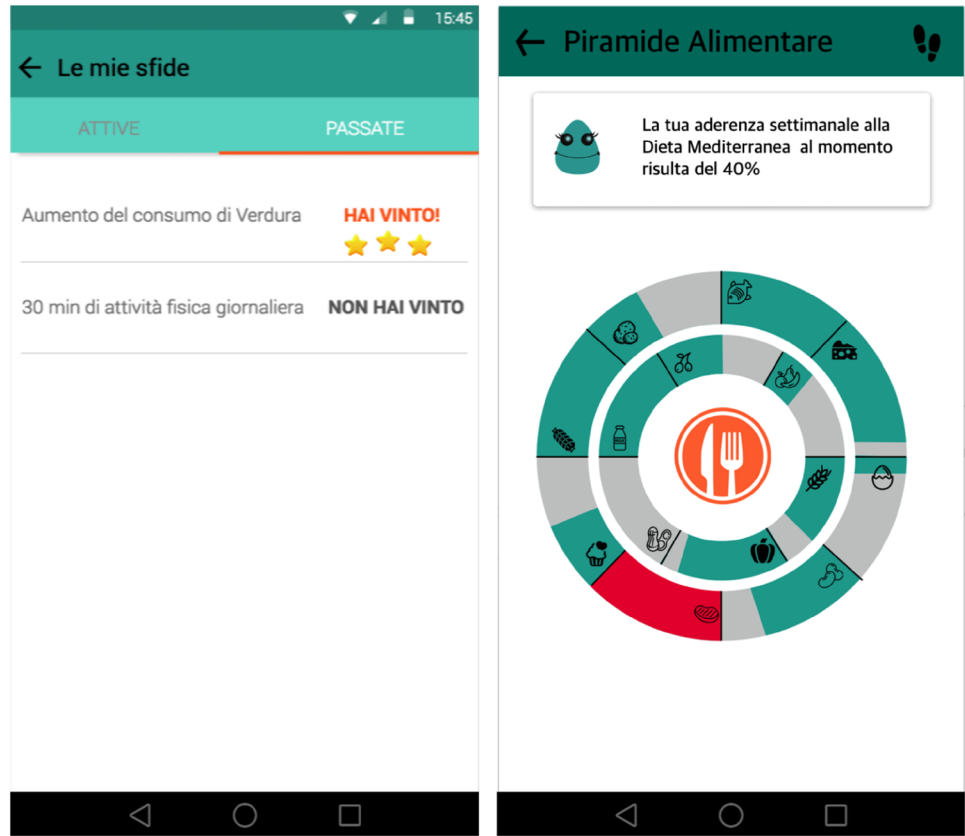 15:45
Le mie sfide
ATTIVE
PASSATE
Aumento del consumo di Verdura
HAI VINTO!
30 min di attività fisica giornaliera
NON HAI VINTO
Piramide Alimentare
La tua aderenza settimanale alla
Dieta Mediterranea al momento
risulta del 40%